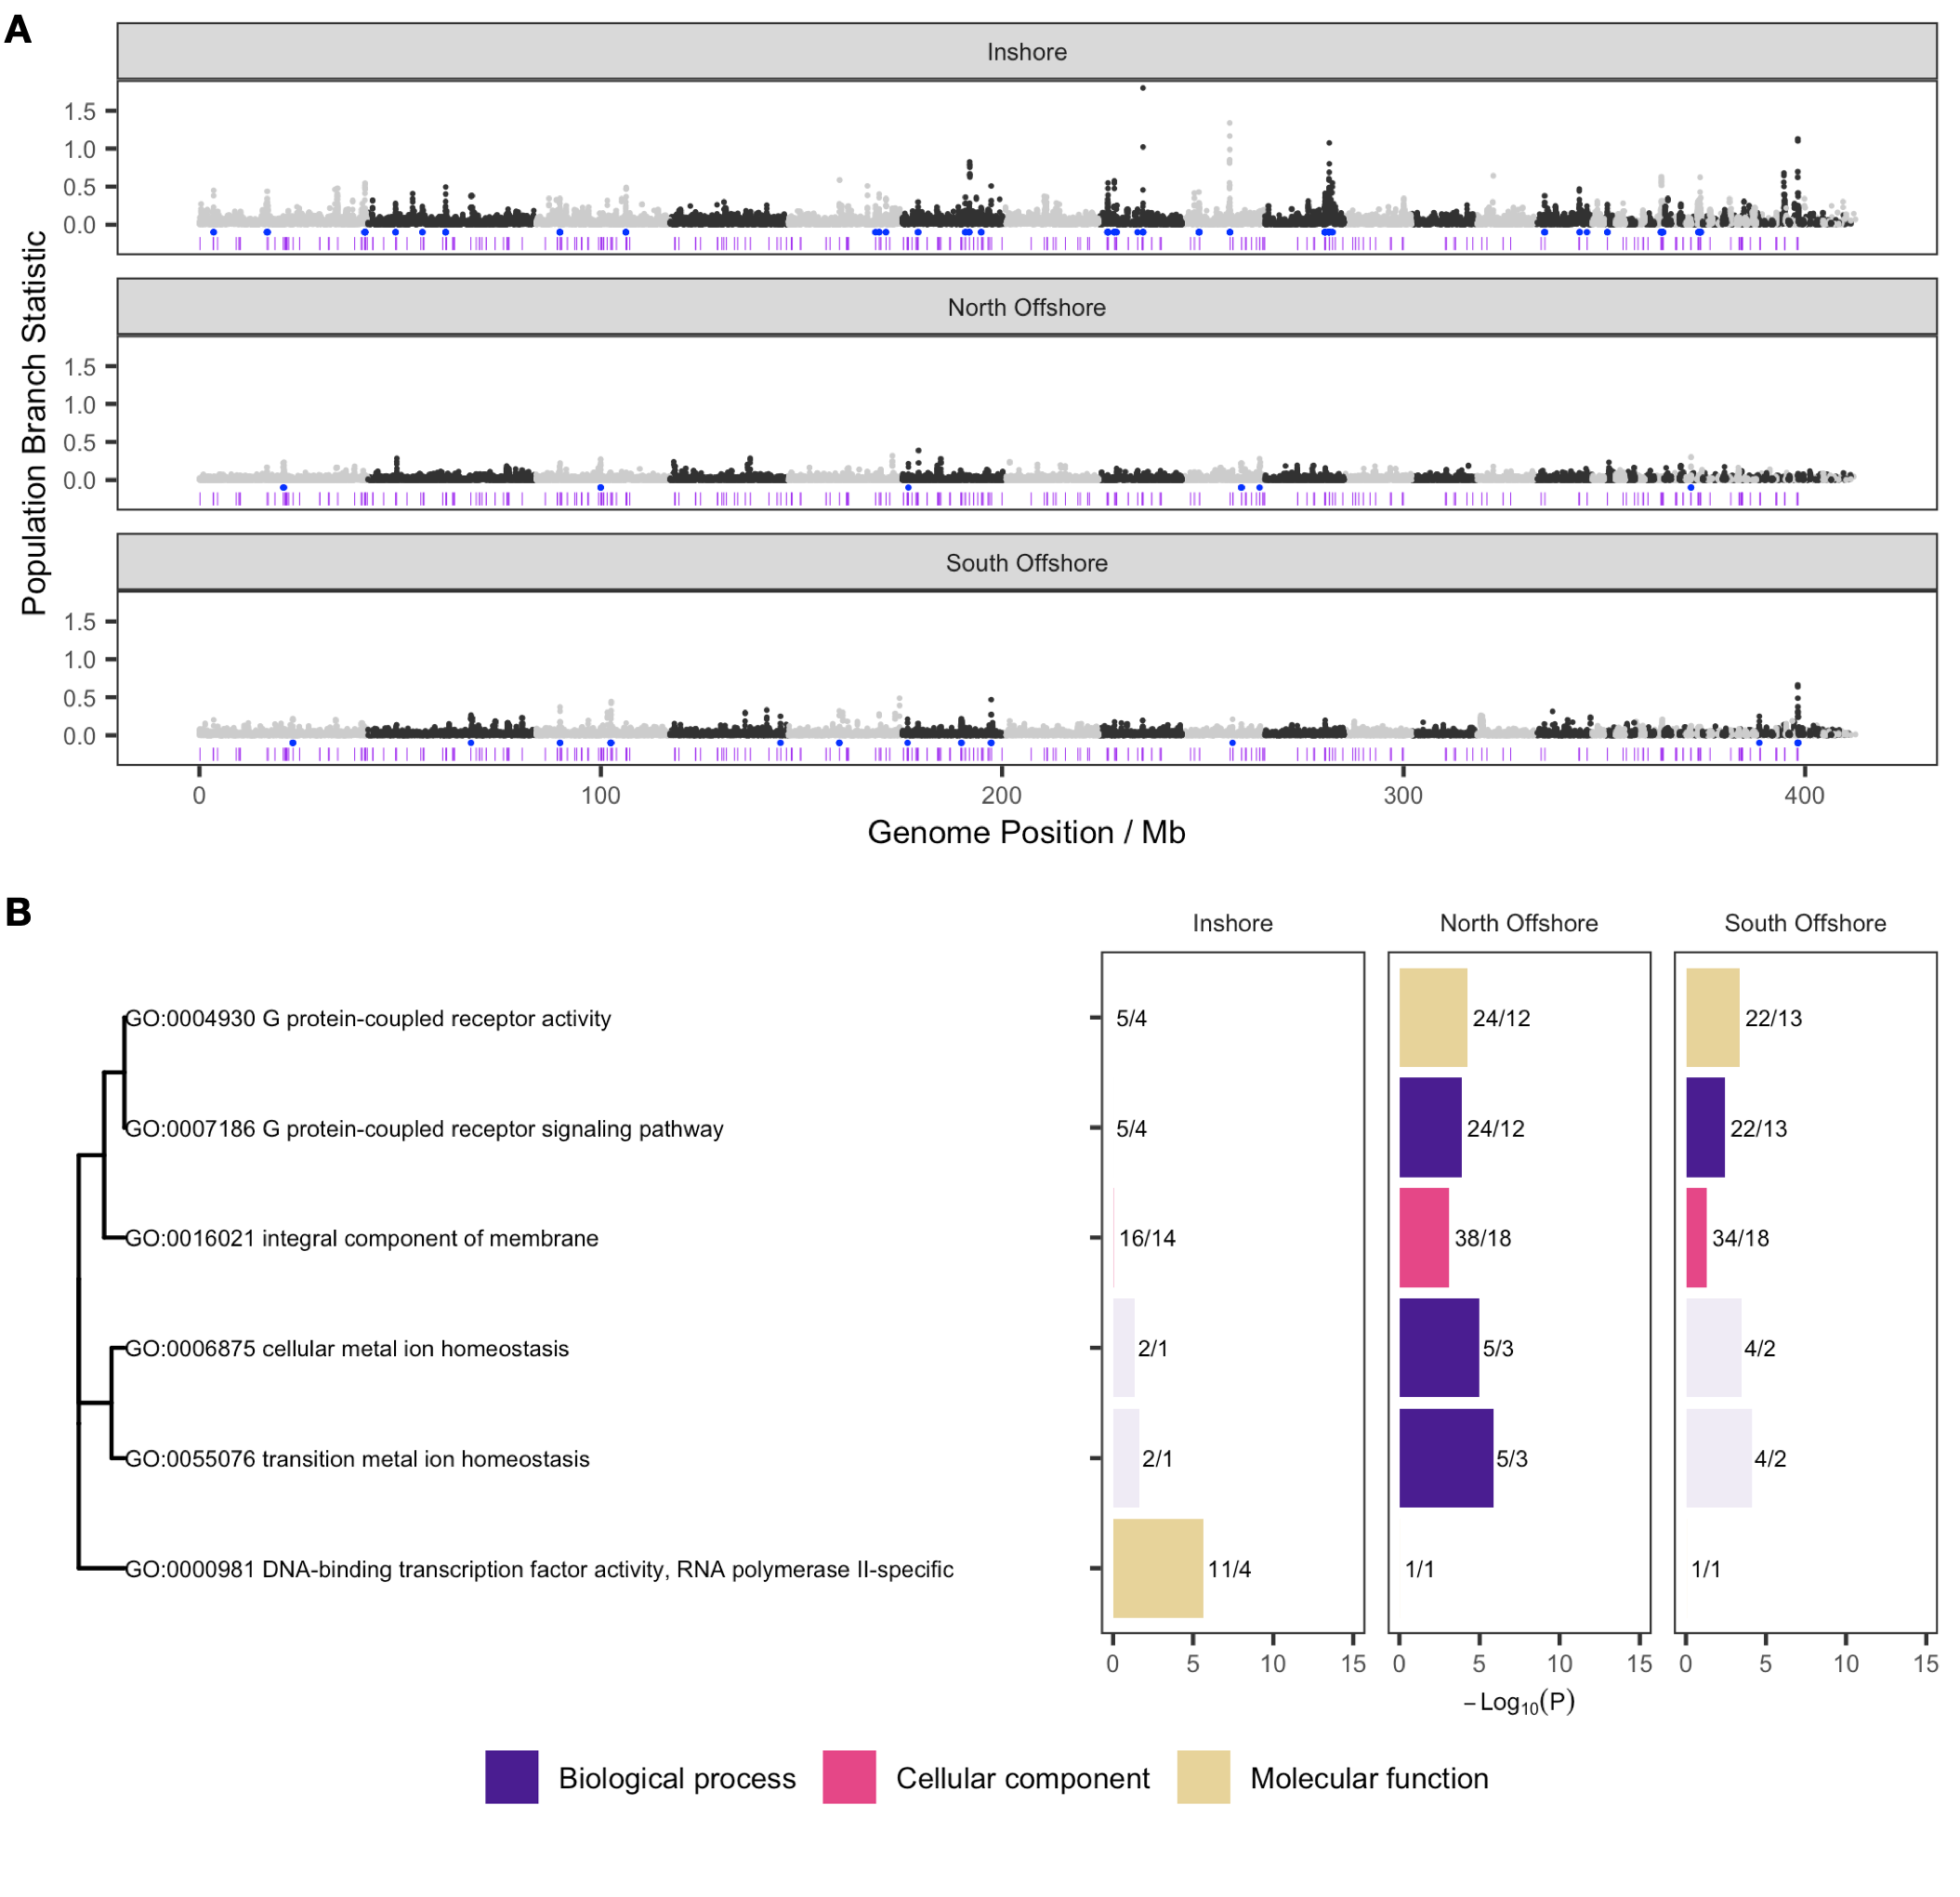 A
Inshore
1.5
1.0
0.5
0.0
North Offshore
1.5
1.0
0.5
0.0
South Offshore
1.5
1.0
0.5
0.0
Population Branch Statistic
0 100 200 300 400
Genome Position / Mb
B
Inshore North Offshore South Offshore
GO:0004930 G protein-coupled receptor activity 5/4 24/12 22/13
GO:0007186 G protein-coupled receptor signaling pathway 5/4 24/12 22/13
GO:0016021 integral component of membrane 16/14 38/18 34/18
GO:0006875 cellular metal ion homeostasis 2/1 5/3 4/2
GO:0055076 transition metal ion homeostasis 2/1 5/3 4/2
GO:0000981 DNA-binding transcription factor activity, RNA polymerase II-specific 11/4 1/1 1/1
0 5 10 15 0 5 10 15 0 5 10 15
−Log₁₀(P)
Biological process Cellular component Molecular function